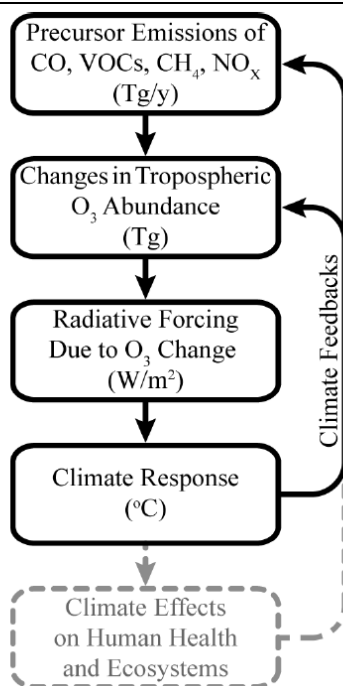 Precursor Emissions of
CO, VOCs, CH₄, NOₓ
(Tg/y)
Changes in Tropospheric
O₃ Abundance
(Tg)
Radiative Forcing
Due to O₃ Change
(W/m²)
Climate Response
(°C)
Climate Feedbacks
Climate Effects
on Human Health
and Ecosystems